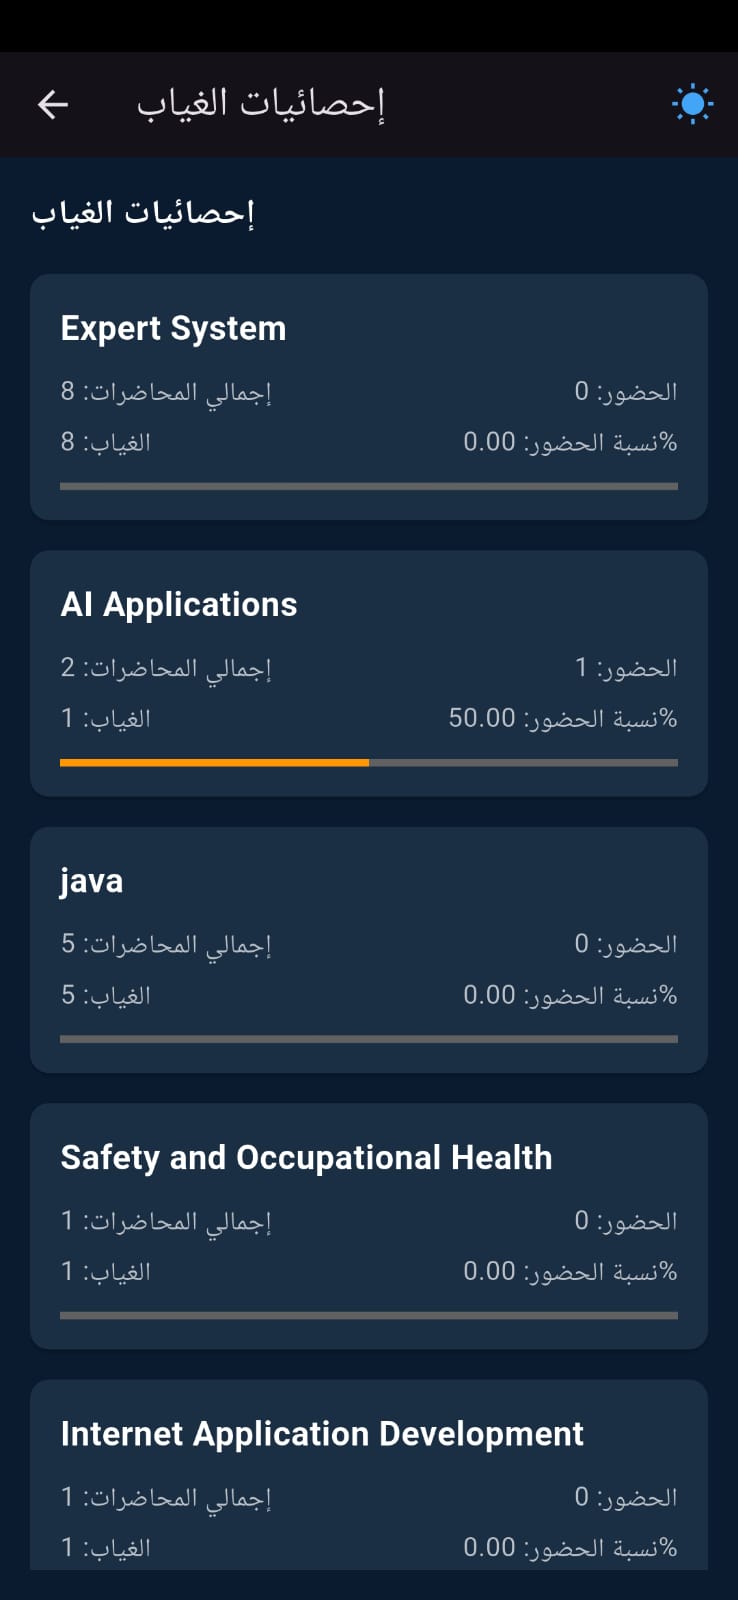 إحصائيات الغياب
إحصائيات الغياب
Expert System
إجمالي المحاضرات: 8
الحضور: 0
الغياب: 8
%نسبة الحضور: 0.00
AI Applications
إجمالي المحاضرات: 2
الحضور: 1
الغياب: 1
%نسبة الحضور: 50.00
java
إجمالي المحاضرات: 5
الحضور: 0
الغياب: 5
%نسبة الحضور: 0.00
Safety and Occupational Health
إجمالي المحاضرات: 1
الحضور: 0
الغياب: 1
%نسبة الحضور: 0.00
Internet Application Development
إجمالي المحاضرات: 1
الحضور: 0
الغياب: 1
%نسبة الحضور: 0.00